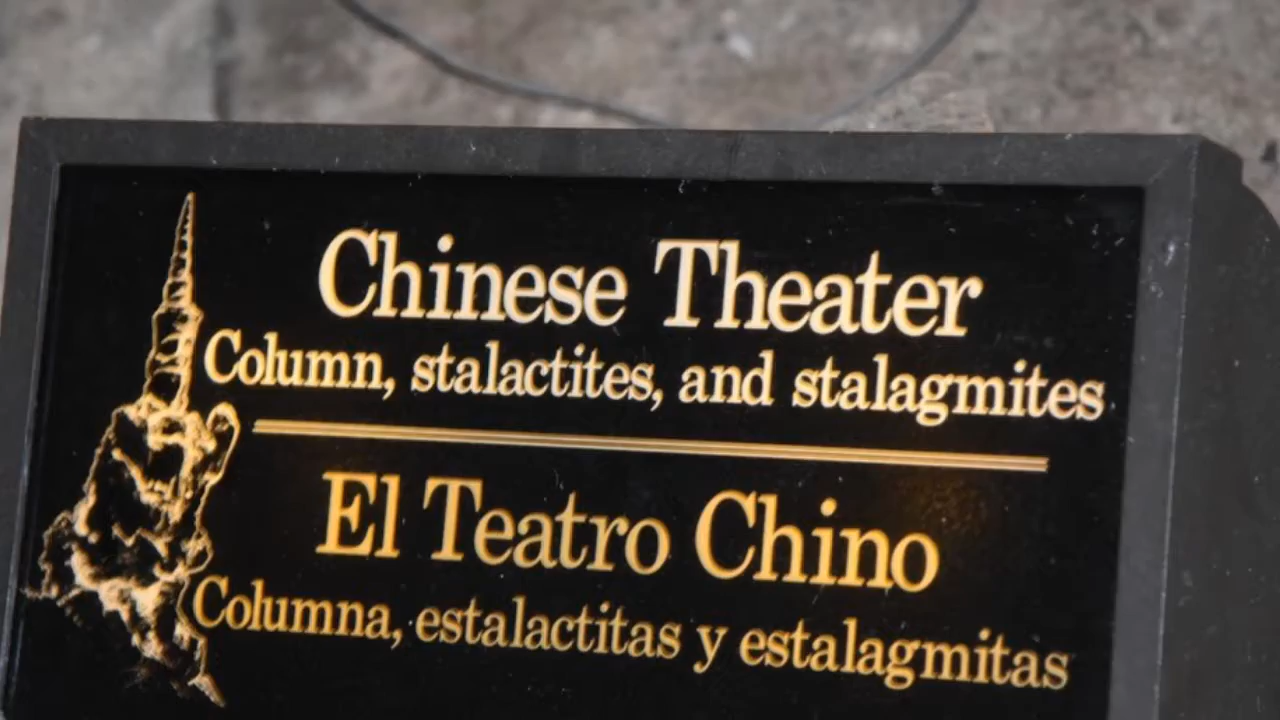 Chinese Theater
Column, stalactites, and stalagmites
El Teatro Chino
Columna, estalactitas y estalagmitas